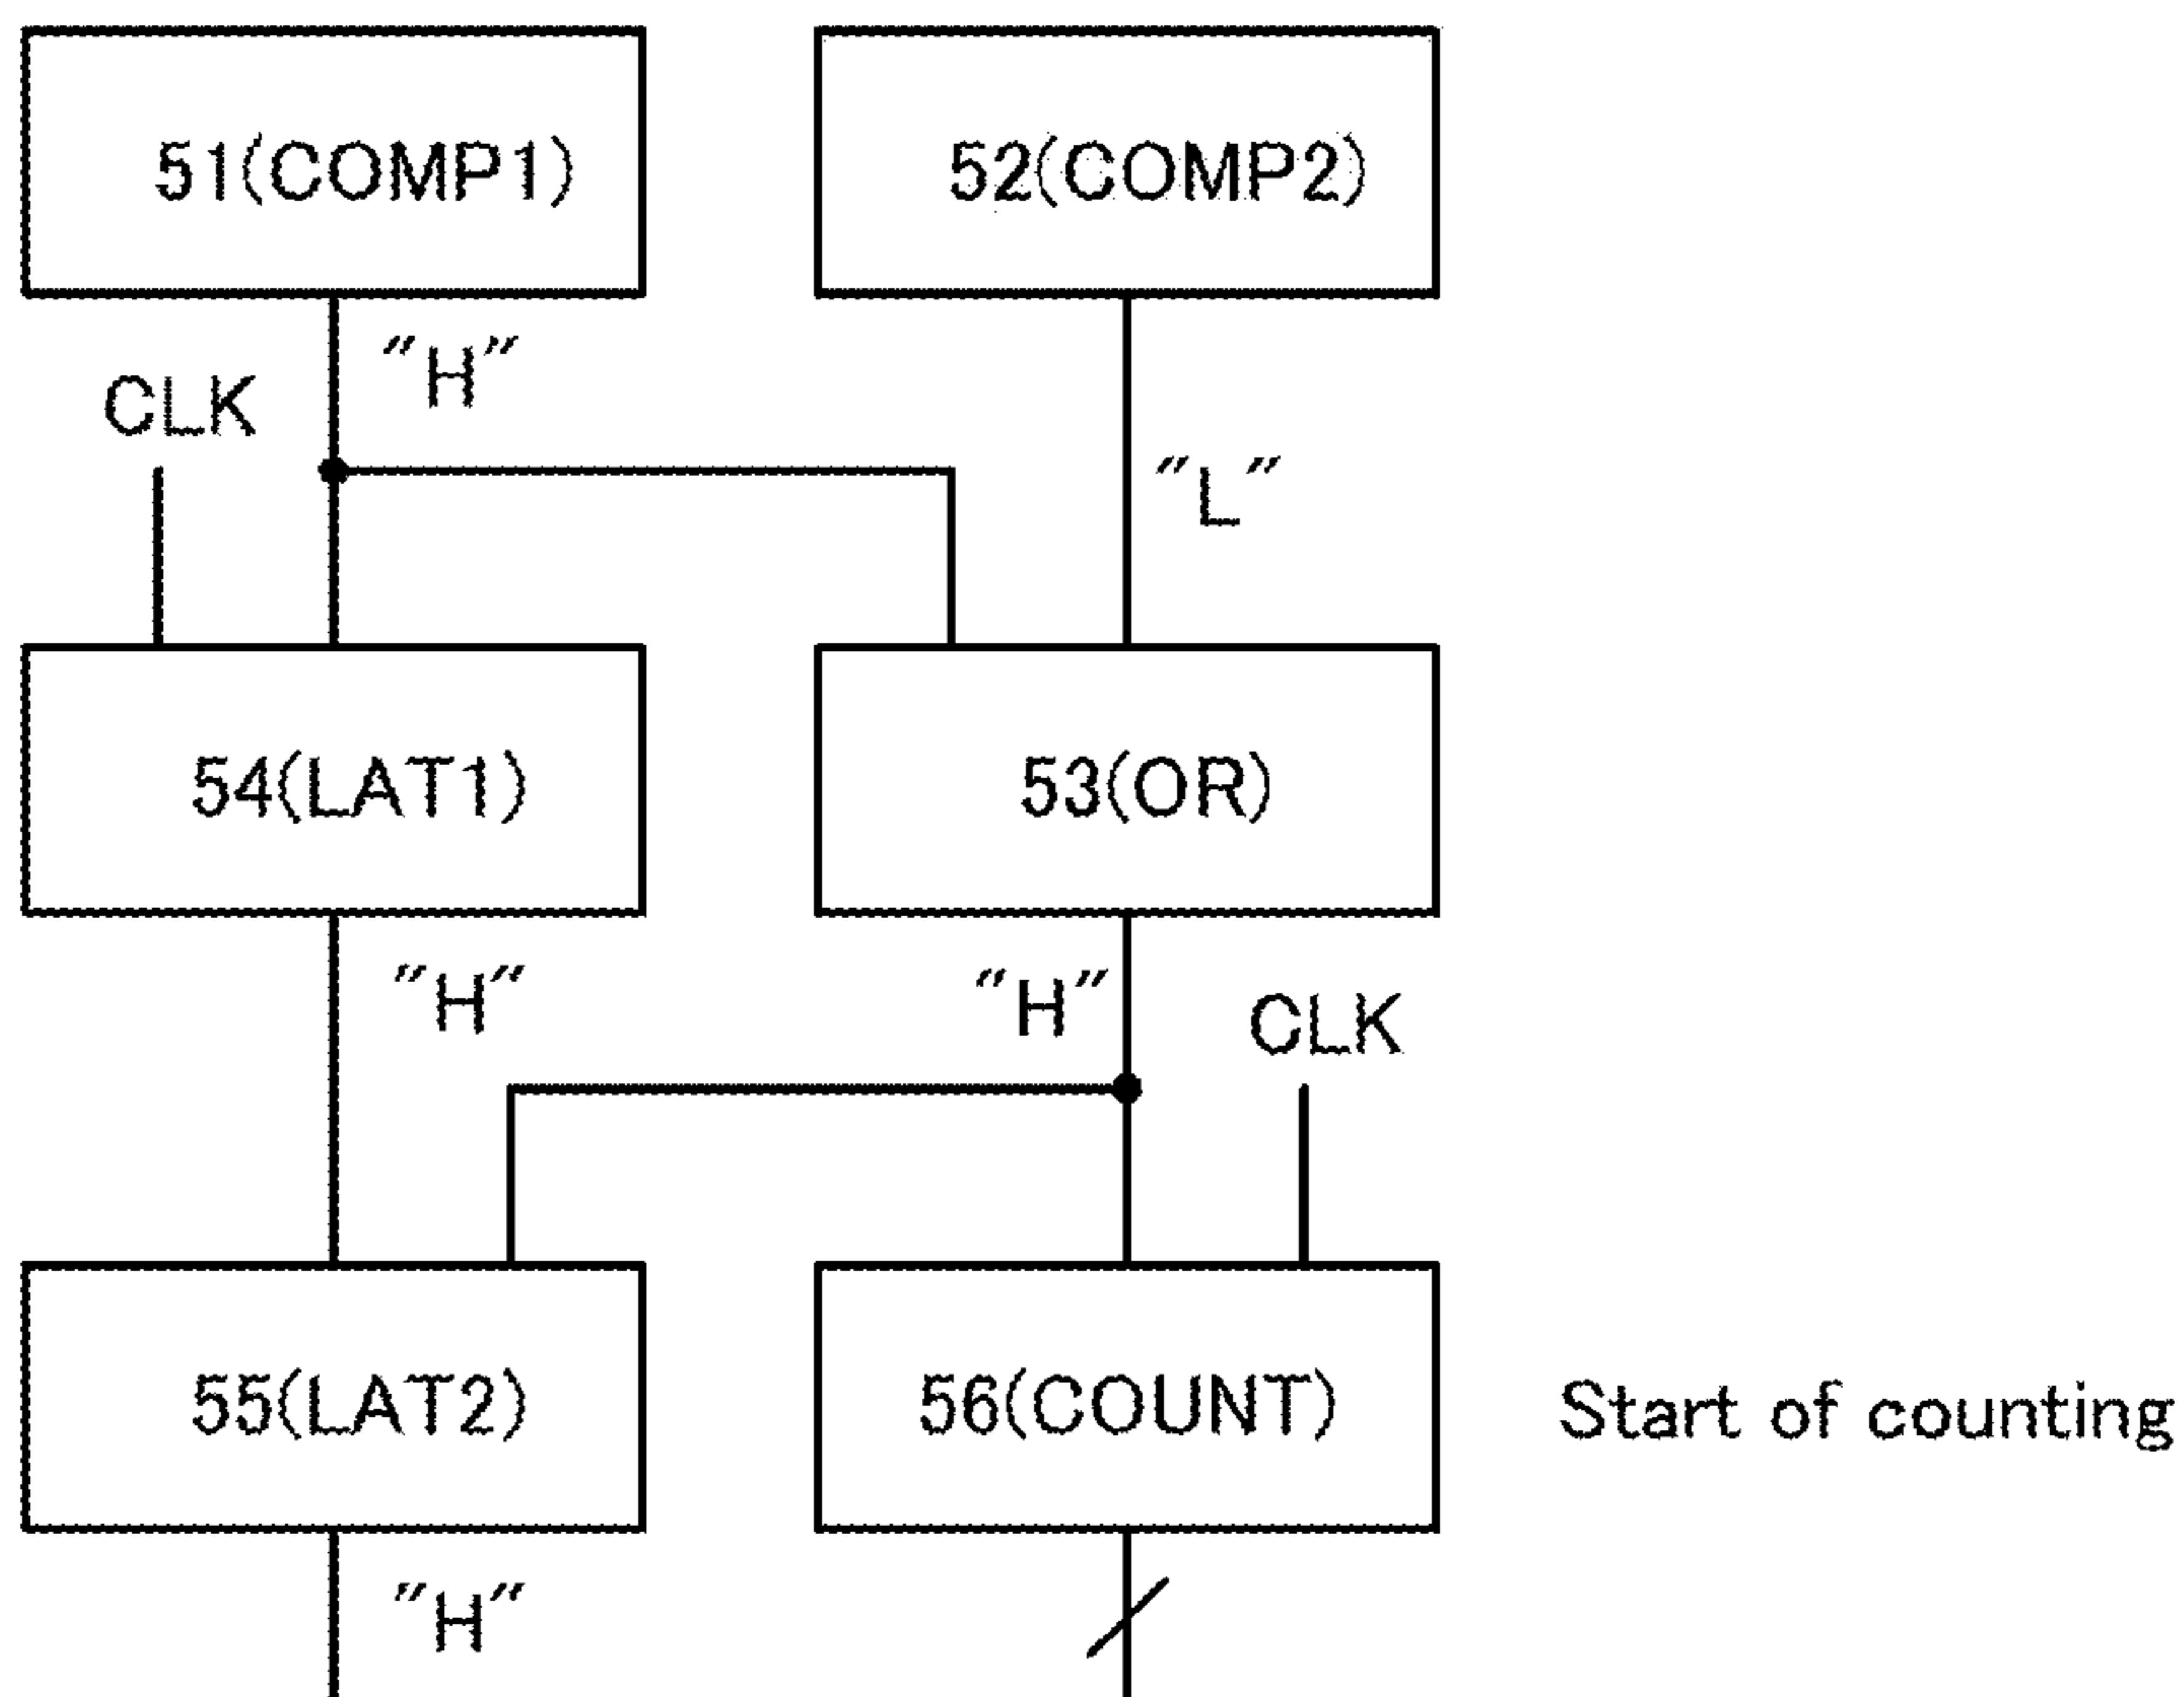 51(COMP1)
52(COMP2)
"H"
CLK
"L"
54(LAT1)
53(OR)
"H"
"H"
CLK
55(LAT2)
56(COUNT)
Start of counting
"H"